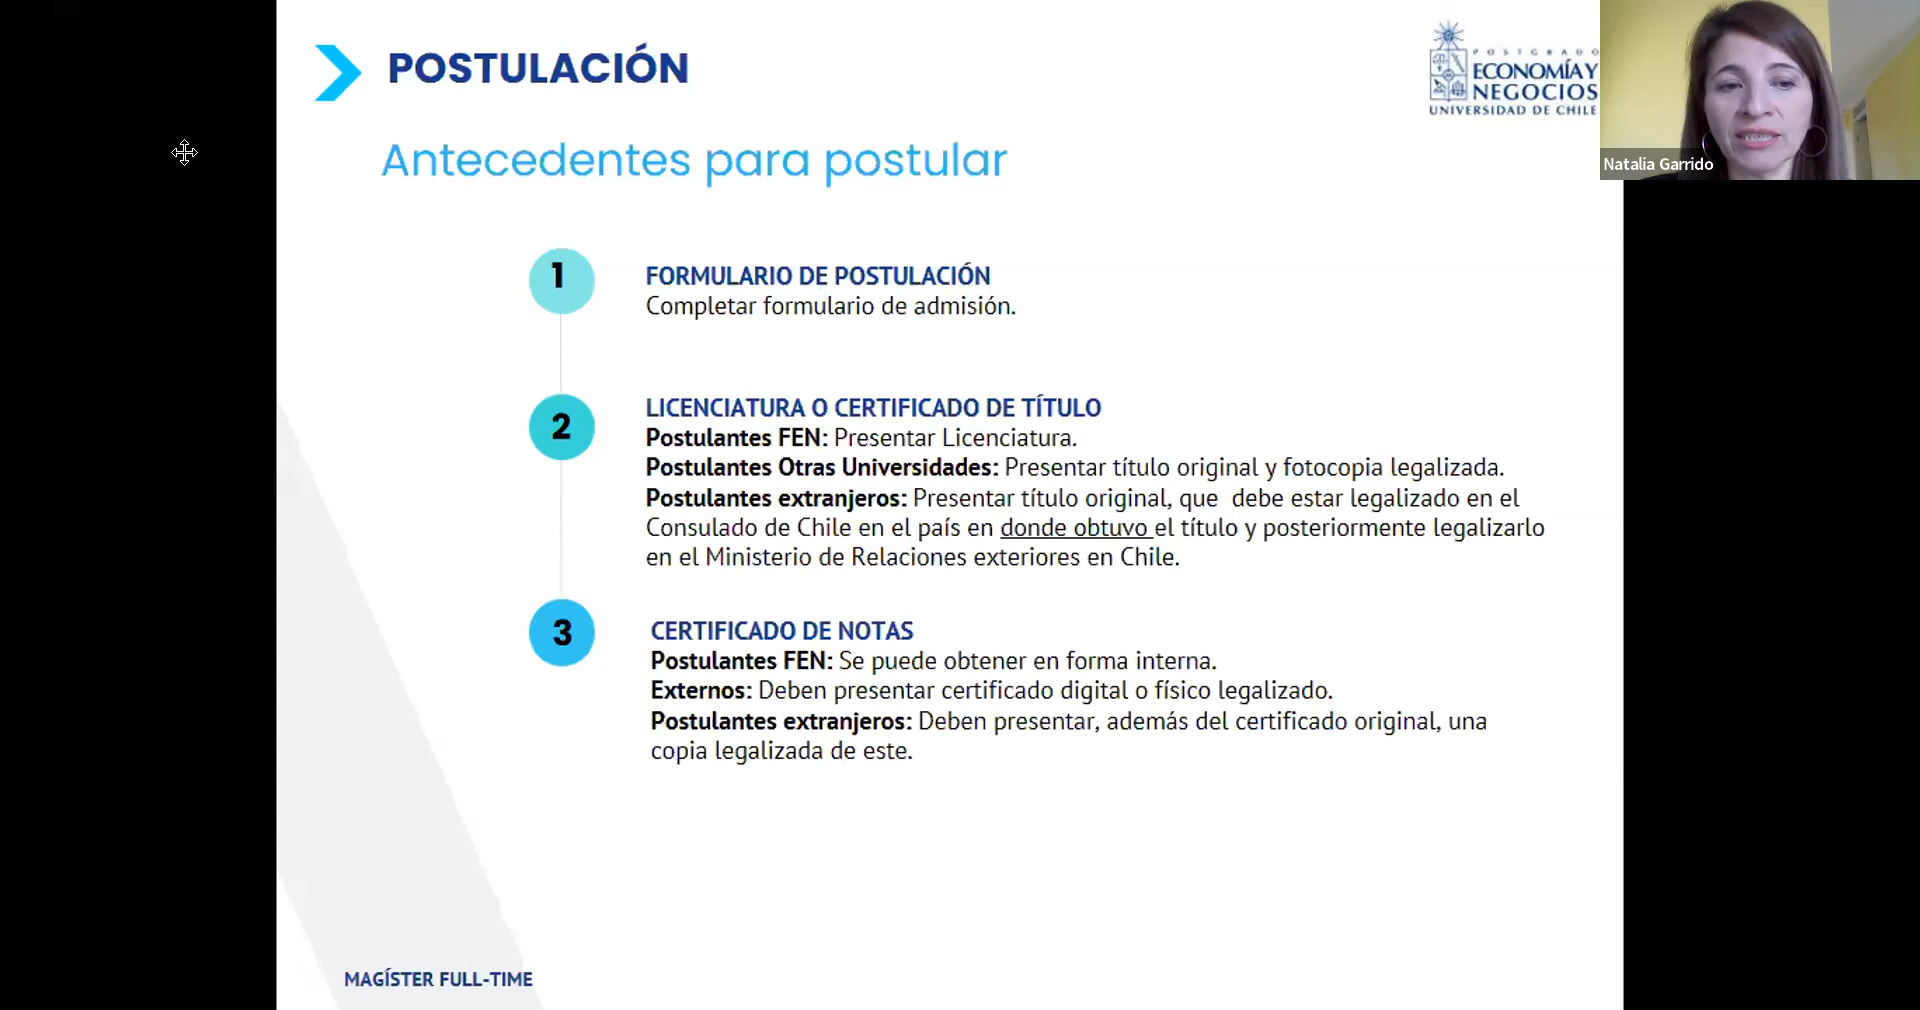 POSTULACIÓN
POSTGRADO
ECONOMÍA Y
NEGOCIOS
UNIVERSIDAD DE CHILE
Natalia Garrido
Antecedentes para postular
1
FORMULARIO DE POSTULACIÓN
Completar formulario de admisión.
2
LICENCIATURA O CERTIFICADO DE TÍTULO
Postulantes FEN: Presentar Licenciatura.
Postulantes Otras Universidades: Presentar título original y fotocopia legalizada.
Postulantes extranjeros: Presentar título original, que debe estar legalizado en el
Consulado de Chile en el país en donde obtuvo el título y posteriormente legalizarlo
en el Ministerio de Relaciones exteriores en Chile.
3
CERTIFICADO DE NOTAS
Postulantes FEN: Se puede obtener en forma interna.
Externos: Deben presentar certificado digital o físico legalizado.
Postulantes extranjeros: Deben presentar, además del certificado original, una
copia legalizada de este.
MAGÍSTER FULL-TIME